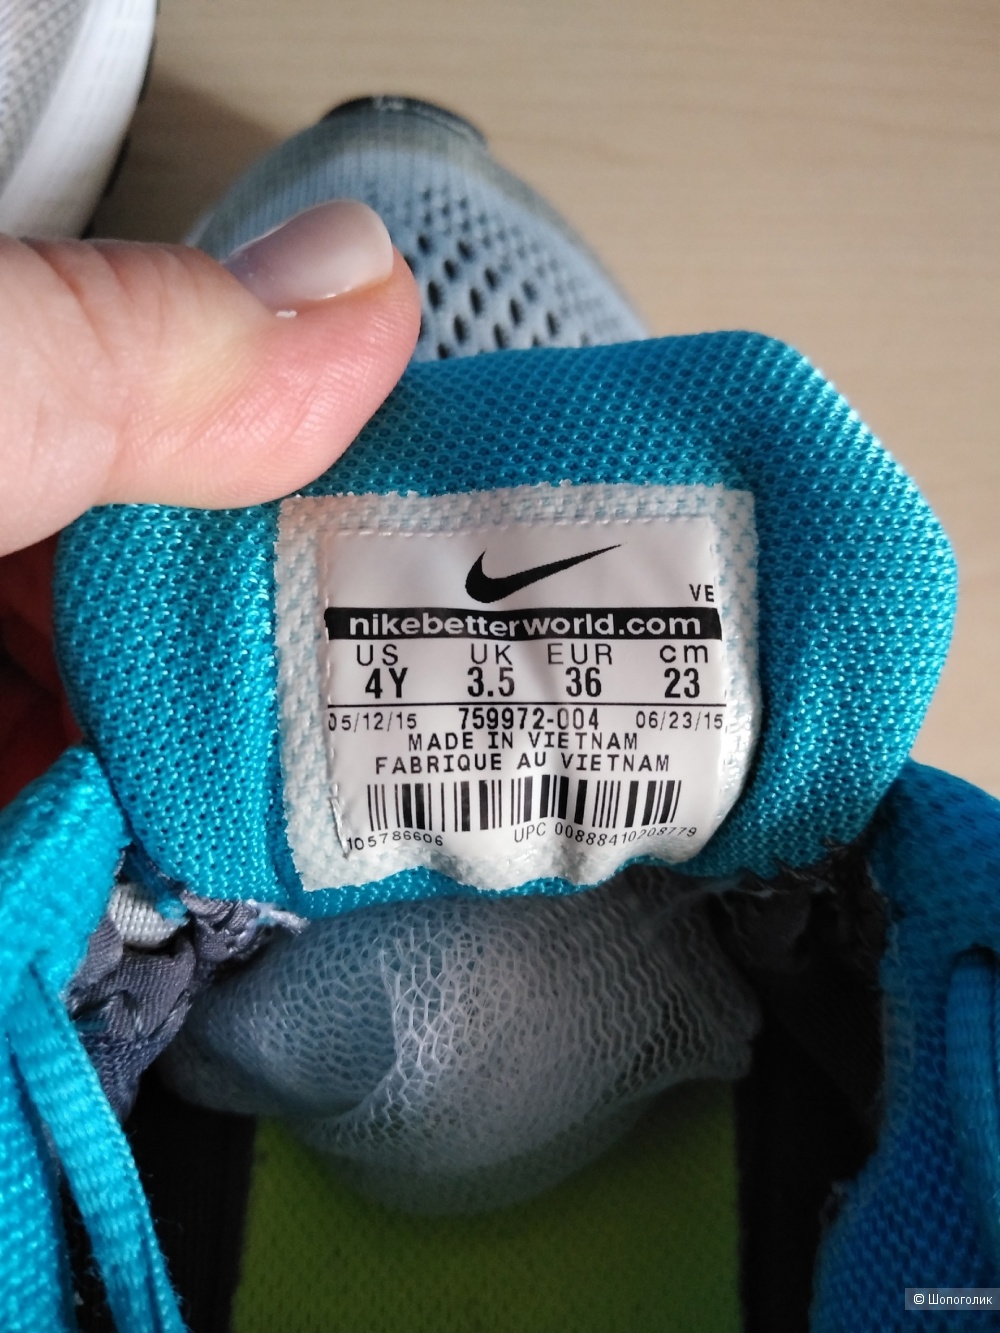 VE
nikebetterworld.com
US UK EUR cm
4Y 3.5 36 23
05/12/15 759972-004 06/23/15
MADE IN VIETNAM
FABRIQUE AU VIETNAM
105786606 UPC 00888410208779
© Шопоголик